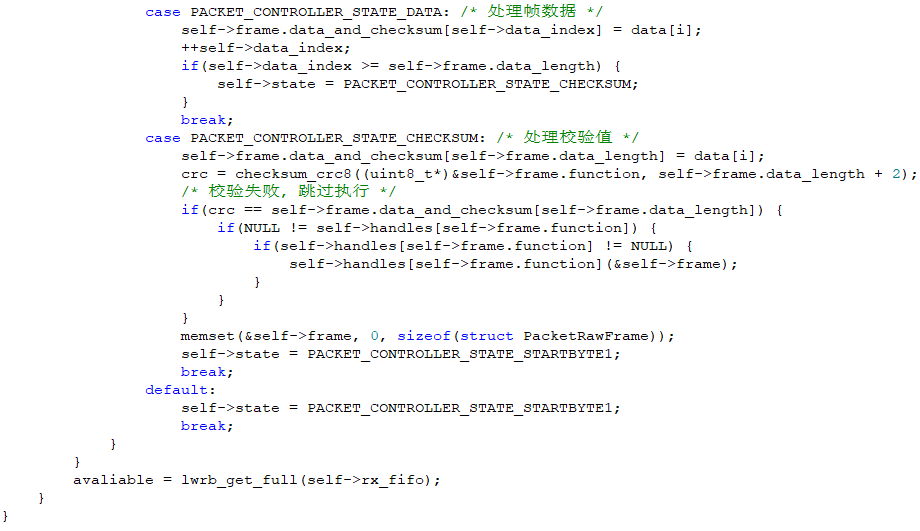 case PACKET_CONTROLLER_STATE_DATA: /* 处理帧数据 */
self->frame.data_and_checksum[self->data_index] = data[i];
++self->data_index;
if(self->data_index >= self->frame.data_length) {
self->state = PACKET_CONTROLLER_STATE_CHECKSUM;
}
break;
case PACKET_CONTROLLER_STATE_CHECKSUM: /* 处理校验值 */
self->frame.data_and_checksum[self->frame.data_length] = data[i];
crc = checksum_crc8((uint8_t*)&self->frame.function, self->frame.data_length + 2);
/* 校验失败, 跳过执行 */
if(crc == self->frame.data_and_checksum[self->frame.data_length]) {
if(NULL != self->handles[self->frame.function]) {
if(self->handles[self->frame.function] != NULL) {
self->handles[self->frame.function](&self->frame);
}
}
}
memset(&self->frame, 0, sizeof(struct PacketRawFrame));
self->state = PACKET_CONTROLLER_STATE_STARTBYTE1;
break;
default:
self->state = PACKET_CONTROLLER_STATE_STARTBYTE1;
break;
}
}
avaliable = lwrb_get_full(self->rx_fifo);
}
}